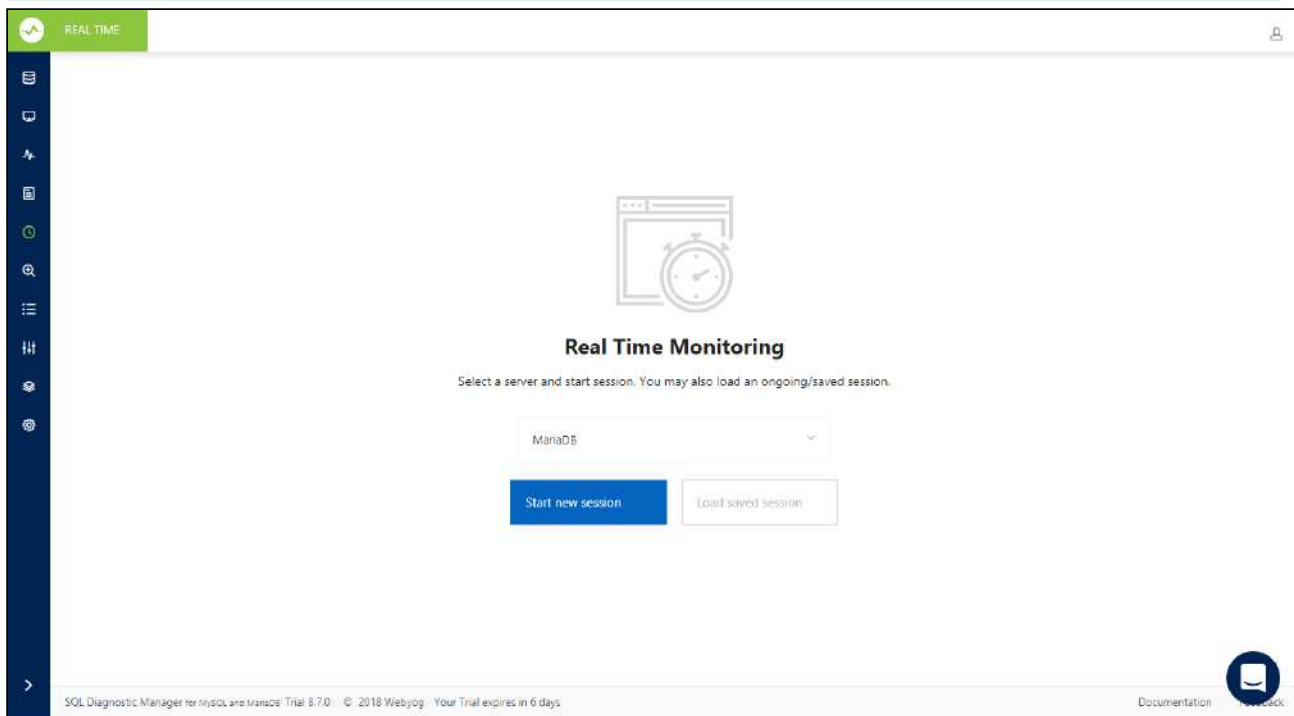 REAL TIME
Real Time Monitoring
Select a server and start session. You may also load an ongoing/saved session.
MariaDB
Start new session
Load saved session
SQL Diagnostic Manager for MySQL and MariaDB Trial 8.7.0 © 2018 Webyog Your Trial expires in 6 days
Documentation